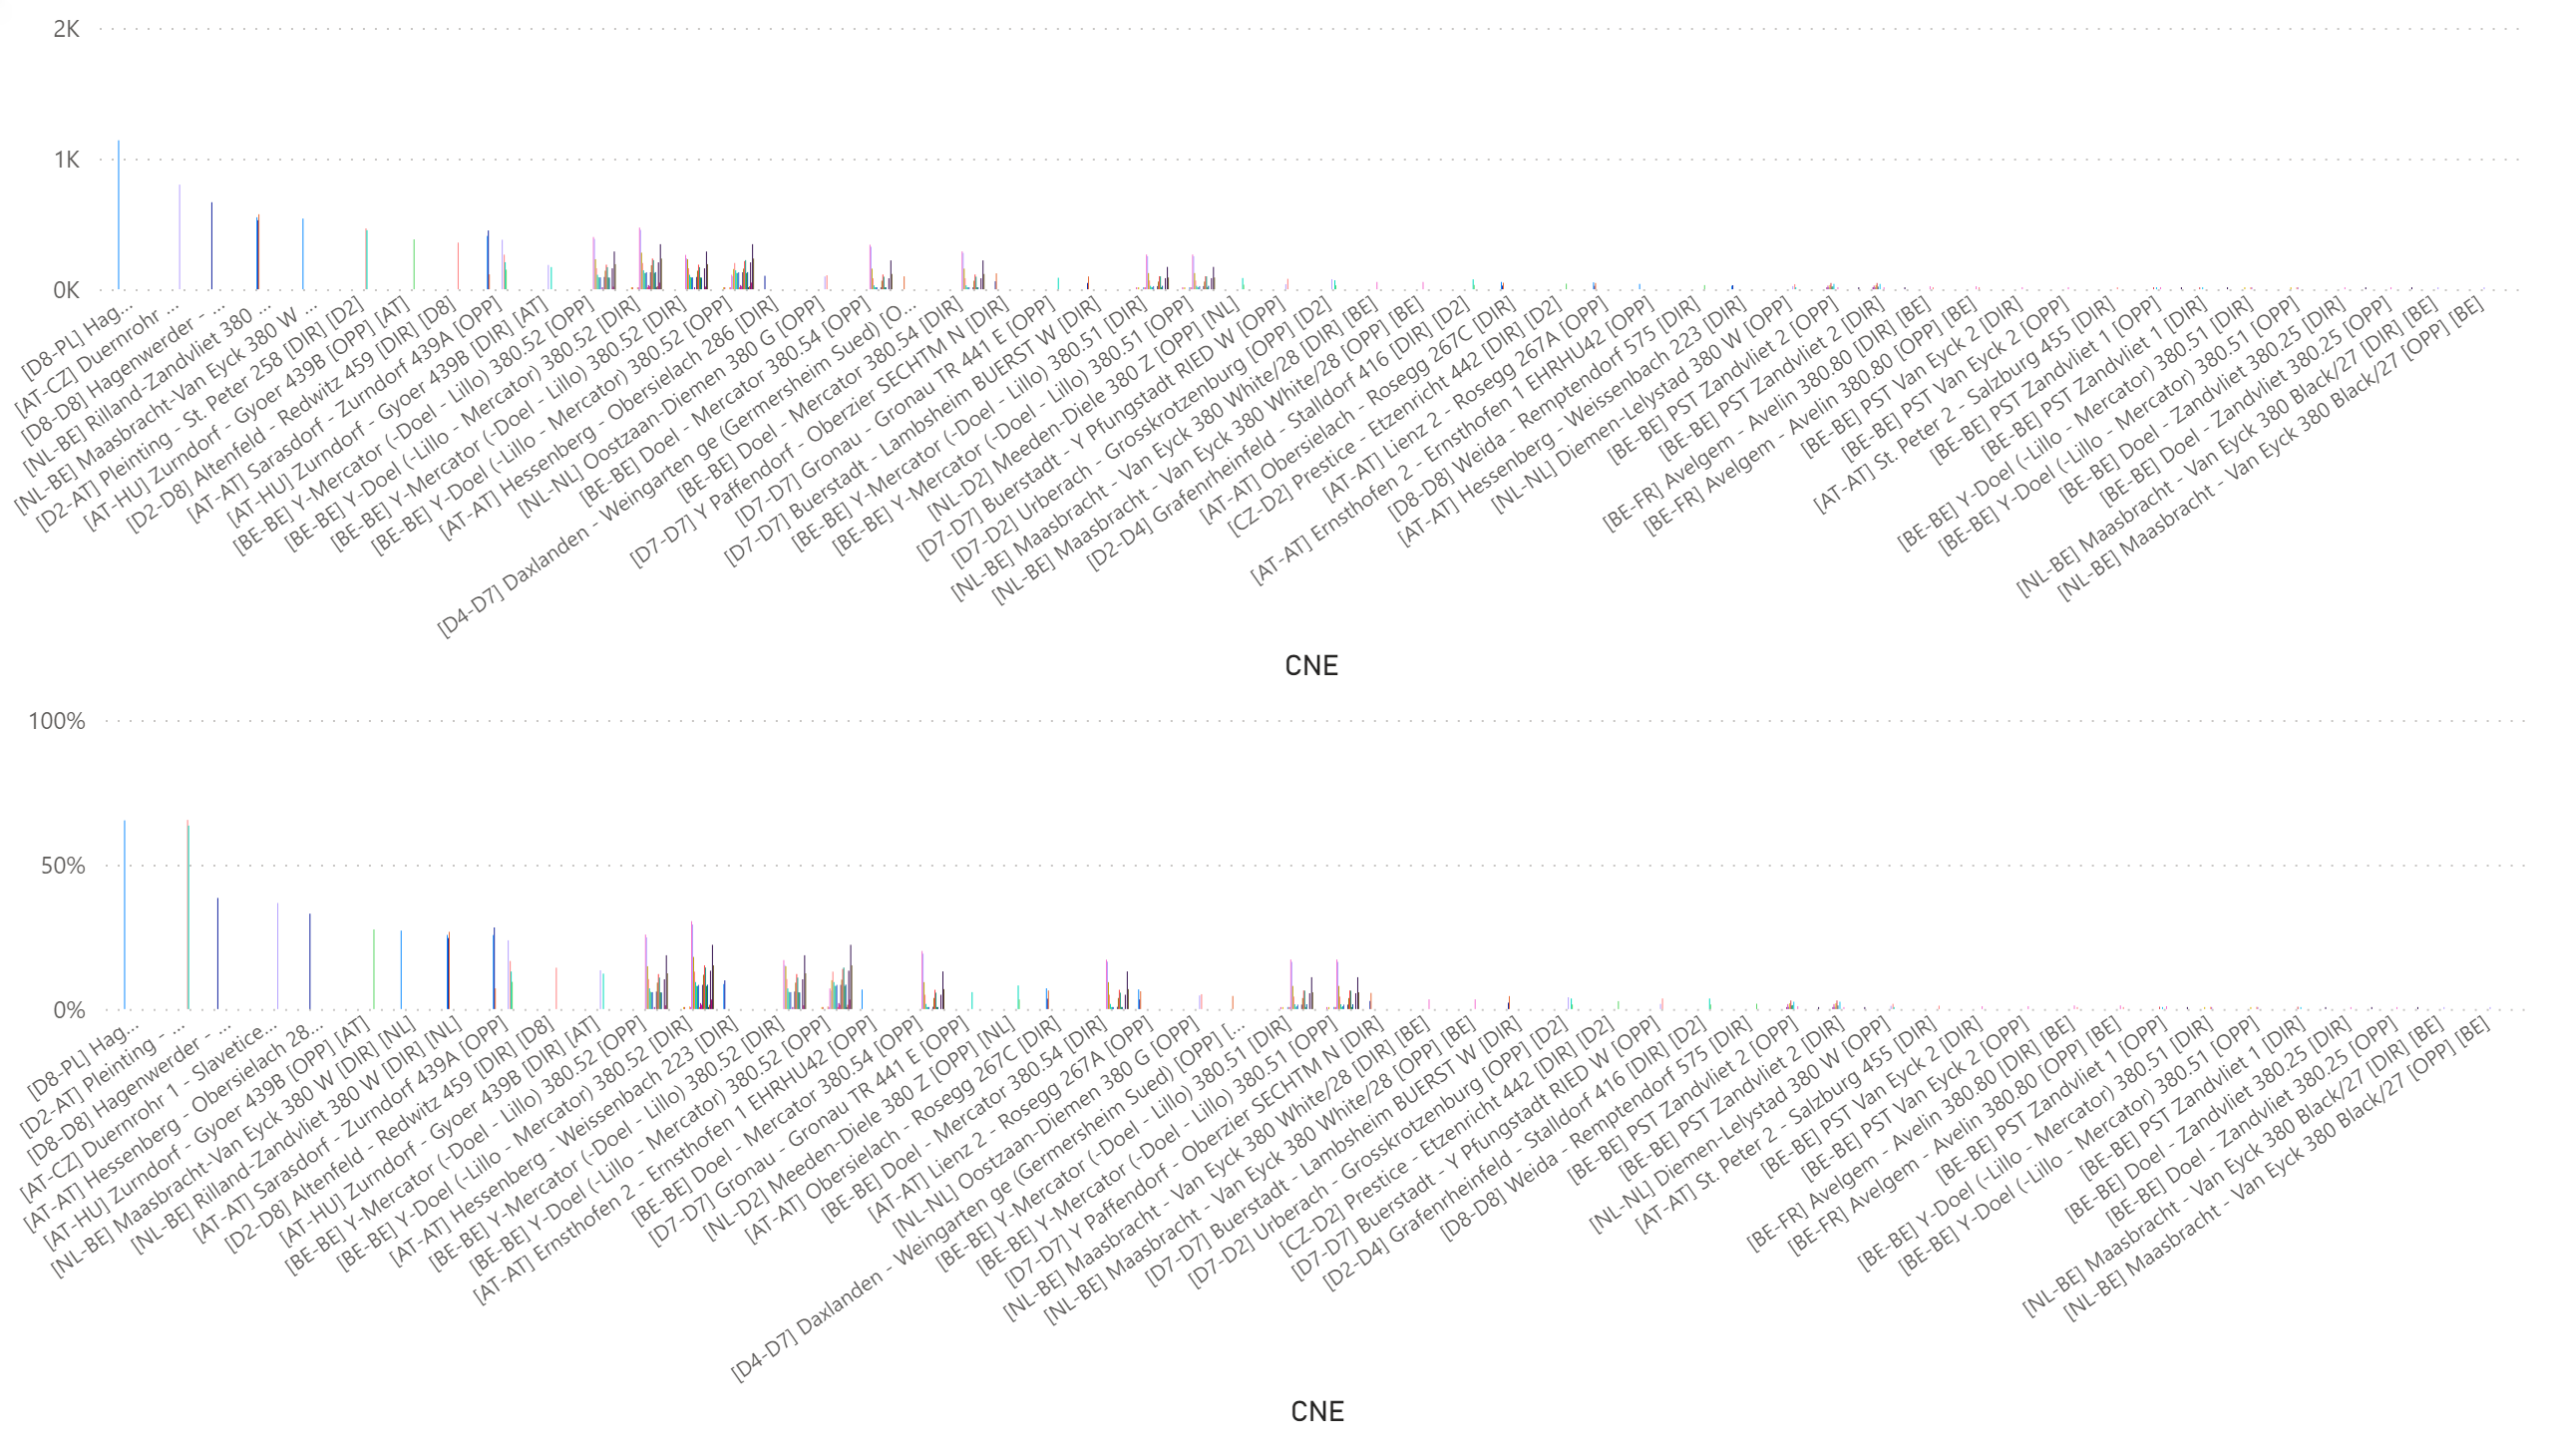 2K
1K
0K
[D8-PL] Hag...
[AT-CZ] Duernrohr ...
[D8-D8] Hagenwerder - ...
[NL-BE] Rilland-Zandvliet 380 ...
[NL-BE] Maasbracht-Van Eyck 380 W ...
[D2-AT] Pleinting - St. Peter 258 [DIR] [D2]
[AT-HU] Zurndorf - Gyoer 439B [OPP] [AT]
[D2-D8] Altenfeld - Redwitz 459 [DIR] [D8]
[AT-AT] Sarasdorf - Zurndorf 439A [OPP]
[AT-HU] Zurndorf - Gyoer 439B [DIR] [AT]
[BE-BE] Y-Mercator (-Doel - Lillo) 380.52 [OPP]
[BE-BE] Y-Doel (-Lillo - Mercator) 380.52 [DIR]
[BE-BE] Y-Mercator (-Doel - Lillo) 380.52 [DIR]
[BE-BE] Y-Doel (-Lillo - Mercator) 380.52 [OPP]
[AT-AT] Hessenberg - Obersielach 286 [DIR]
[NL-NL] Oostzaan-Diemen 380 G [OPP]
[BE-BE] Doel - Mercator 380.54 [OPP]
[D4-D7] Daxlanden - Weingarten ge (Germersheim Sued) [O...
[BE-BE] Doel - Mercator 380.54 [DIR]
[D7-D7] Y Paffendorf - Oberzier SECHTM N [DIR]
[D7-D7] Gronau - Gronau TR 441 E [OPP]
[D7-D7] Buerstadt - Lambsheim BUERST W [DIR]
[BE-BE] Y-Mercator (-Doel - Lillo) 380.51 [DIR]
[BE-BE] Y-Mercator (-Doel - Lillo) 380.51 [OPP]
[NL-D2] Meeden-Diele 380 Z [OPP] [NL]
[D7-D7] Buerstadt - Y Pfungstadt RIED W [OPP]
[D7-D2] Urberach - Grosskrotzenburg [OPP] [D2]
[NL-BE] Maasbracht - Van Eyck 380 White/28 [DIR] [BE]
[NL-BE] Maasbracht - Van Eyck 380 White/28 [OPP] [BE]
[D2-D4] Grafenrheinfeld - Stalldorf 416 [DIR] [D2]
[AT-AT] Obersielach - Rosegg 267C [DIR]
[CZ-D2] Prestice - Etzenricht 442 [DIR] [D2]
[AT-AT] Lienz 2 - Rosegg 267A [OPP]
[AT-AT] Ernsthofen 2 - Ernsthofen 1 EHRHU42 [OPP]
[D8-D8] Weida - Remptendorf 575 [DIR]
[AT-AT] Hessenberg - Weissenbach 223 [DIR]
[NL-NL] Diemen-Lelystad 380 W [OPP]
[BE-BE] PST Zandvliet 2 [OPP]
[BE-BE] PST Zandvliet 2 [DIR]
[BE-FR] Avelgem - Avelin 380.80 [DIR] [BE]
[BE-FR] Avelgem - Avelin 380.80 [OPP] [BE]
[BE-BE] PST Van Eyck 2 [DIR]
[BE-BE] PST Van Eyck 2 [OPP]
[AT-AT] St. Peter 2 - Salzburg 455 [DIR]
[BE-BE] PST Zandvliet 1 [OPP]
[BE-BE] PST Zandvliet 1 [DIR]
[BE-BE] Y-Doel (-Lillo - Mercator) 380.51 [DIR]
[BE-BE] Y-Doel (-Lillo - Mercator) 380.51 [OPP]
[BE-BE] Doel - Zandvliet 380.25 [DIR]
[BE-BE] Doel - Zandvliet 380.25 [OPP]
[NL-BE] Maasbracht - Van Eyck 380 Black/27 [DIR] [BE]
[NL-BE] Maasbracht - Van Eyck 380 Black/27 [OPP] [BE]
CNE
100%
50%
0%
[D8-PL] Hag...
[D2-AT] Pleinting - ...
[D8-D8] Hagenwerder - ...
[AT-CZ] Duernrohr 1 - Slavetice...
[AT-AT] Hessenberg - Obersielach 28...
[AT-HU] Zurndorf - Gyoer 439B [OPP] [AT]
[NL-BE] Maasbracht-Van Eyck 380 W [DIR] [NL]
[NL-BE] Rilland-Zandvliet 380 W [DIR] [NL]
[AT-AT] Sarasdorf - Zurndorf 439A [OPP]
[D2-D8] Altenfeld - Redwitz 459 [DIR] [D8]
[AT-HU] Zurndorf - Gyoer 439B [DIR] [AT]
[BE-BE] Y-Mercator (-Doel - Lillo) 380.52 [OPP]
[BE-BE] Y-Doel (-Lillo - Mercator) 380.52 [DIR]
[AT-AT] Hessenberg - Weissenbach 223 [DIR]
[BE-BE] Y-Mercator (-Doel - Lillo) 380.52 [DIR]
[BE-BE] Y-Doel (-Lillo - Mercator) 380.52 [OPP]
[AT-AT] Ernsthofen 2 - Ernsthofen 1 EHRHU42 [OPP]
[BE-BE] Doel - Mercator 380.54 [OPP]
[D7-D7] Gronau - Gronau TR 441 E [OPP]
[NL-D2] Meeden-Diele 380 Z [OPP] [NL]
[AT-AT] Obersielach - Rosegg 267C [DIR]
[BE-BE] Doel - Mercator 380.54 [DIR]
[AT-AT] Lienz 2 - Rosegg 267A [OPP]
[NL-NL] Oostzaan-Diemen 380 G [OPP]
[D4-D7] Daxlanden - Weingarten ge (Germersheim Sued) [OPP] [...
[BE-BE] Y-Mercator (-Doel - Lillo) 380.51 [DIR]
[BE-BE] Y-Mercator (-Doel - Lillo) 380.51 [OPP]
[D7-D7] Y Paffendorf - Oberzier SECHTM N [DIR]
[NL-BE] Maasbracht - Van Eyck 380 White/28 [DIR] [BE]
[NL-BE] Maasbracht - Van Eyck 380 White/28 [OPP] [BE]
[D7-D7] Buerstadt - Lambsheim BUERST W [DIR]
[D7-D2] Urberach - Grosskrotzenburg [OPP] [D2]
[CZ-D2] Prestice - Etzenricht 442 [DIR] [D2]
[D7-D7] Buerstadt - Y Pfungstadt RIED W [OPP]
[D2-D4] Grafenrheinfeld - Stalldorf 416 [DIR] [D2]
[D8-D8] Weida - Remptendorf 575 [DIR]
[BE-BE] PST Zandvliet 2 [OPP]
[BE-BE] PST Zandvliet 2 [DIR]
[NL-NL] Diemen-Lelystad 380 W [OPP]
[AT-AT] St. Peter 2 - Salzburg 455 [DIR]
[BE-BE] PST Van Eyck 2 [DIR]
[BE-BE] PST Van Eyck 2 [OPP]
[BE-FR] Avelgem - Avelin 380.80 [DIR] [BE]
[BE-FR] Avelgem - Avelin 380.80 [OPP] [BE]
[BE-BE] PST Zandvliet 1 [OPP]
[BE-BE] Y-Doel (-Lillo - Mercator) 380.51 [DIR]
[BE-BE] Y-Doel (-Lillo - Mercator) 380.51 [OPP]
[BE-BE] PST Zandvliet 1 [DIR]
[BE-BE] Doel - Zandvliet 380.25 [DIR]
[BE-BE] Doel - Zandvliet 380.25 [OPP]
[NL-BE] Maasbracht - Van Eyck 380 Black/27 [DIR] [BE]
[NL-BE] Maasbracht - Van Eyck 380 Black/27 [OPP] [BE]
CNE